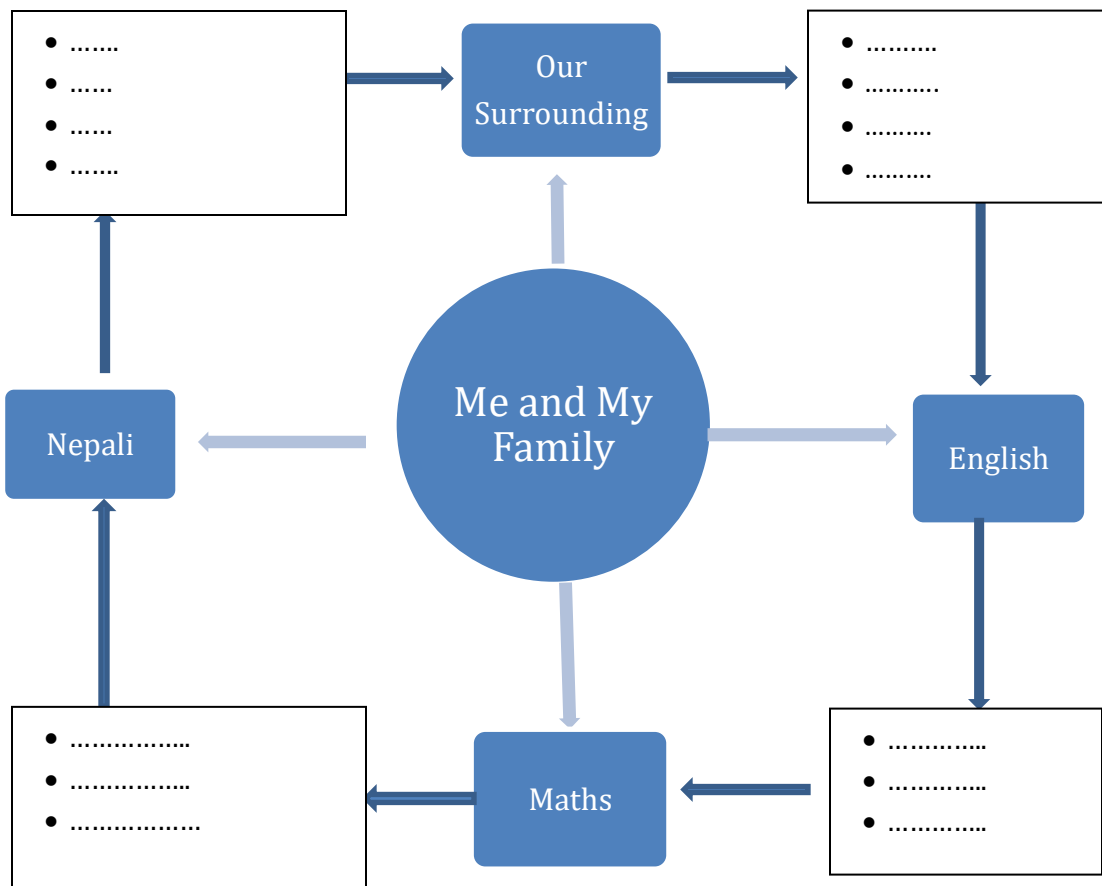 • …….
• ……
• ……
• …….
Our
Surrounding
• ……….
• ………..
• ……….
• ……….
Me and My
Family
Nepali
English
• ……………..
• ……………..
• ………………
Maths
• …………..
• …………..
• …………..